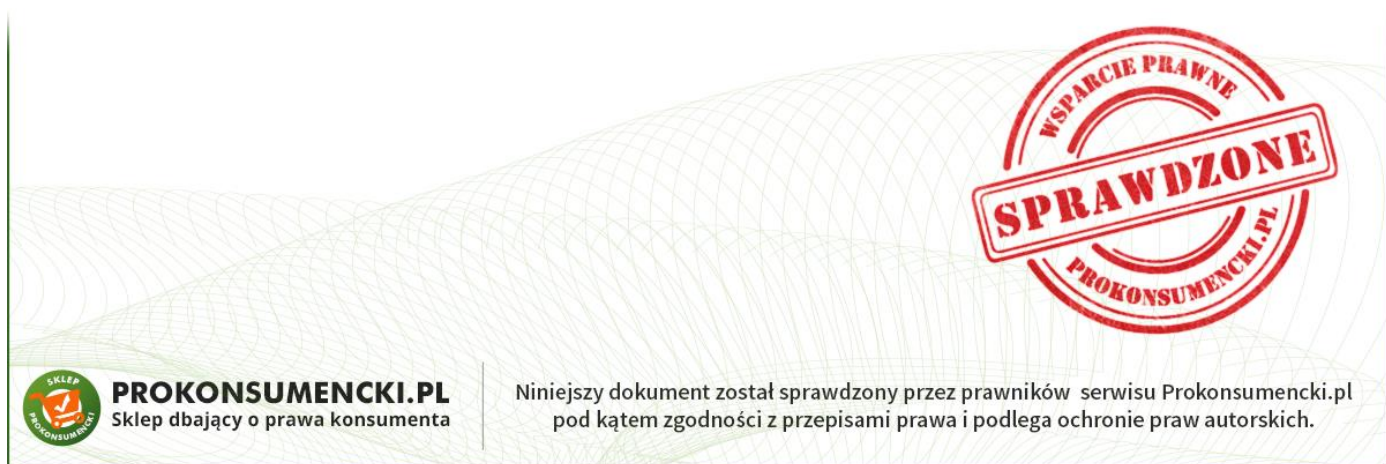 WSPARCIE PRAWNE
SPRAWDZONE
PROKONSUMENCKI.PL
SKLEP
PROKONSUMENCKI
PROKONSUMENCKI.PL
Sklep dbający o prawa konsumenta
Niniejszy dokument został sprawdzony przez prawników serwisu Prokonsumencki.pl
pod kątem zgodności z przepisami prawa i podlega ochronie praw autorskich.